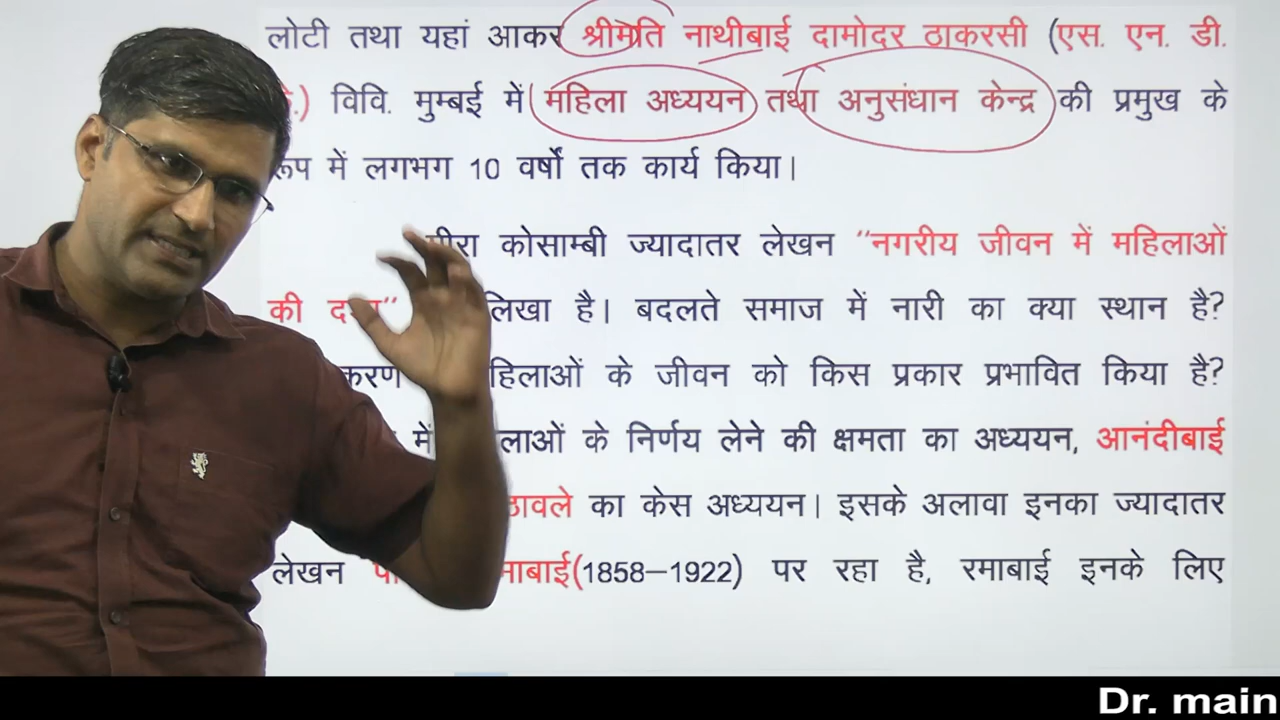 लोटी तथा यहां आकर श्रीमति नाथीबाई दामोदर ठाकरसी (एस. एन. डी.
.) विवि. मुम्बई में महिला अध्ययन तथा अनुसंधान केन्द्र की प्रमुख के
रूप में लगभग 10 वर्षों तक कार्य किया।
कोसाम्बी ज्यादातर लेखन "नगरीय जीवन में महिलाओं
की लिखा है। बदलते समाज में नारी का क्या स्थान है?
के जीवन को किस प्रकार प्रभावित किया है?
में के निर्णय लेने की क्षमता का अध्ययन, आनंदीबाई
का केस अध्ययन। इसके अलावा इनका ज्यादातर
लेखन (1858–1922) पर रहा है, रमाबाई इनके लिए
Dr. main